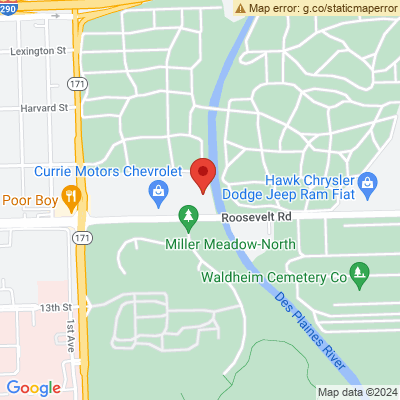 290
Map error: g.co/staticmaperror
Lexington St
171
Harvard St
Currie Motors Chevrolet
Hawk Chrysler
Dodge Jeep Ram Fiat
Poor Boy
Roosevelt Rd
171
Miller Meadow-North
Waldheim Cemetery Co
13th St
1st Ave
Des Plaines River
Google
Map data ©2024